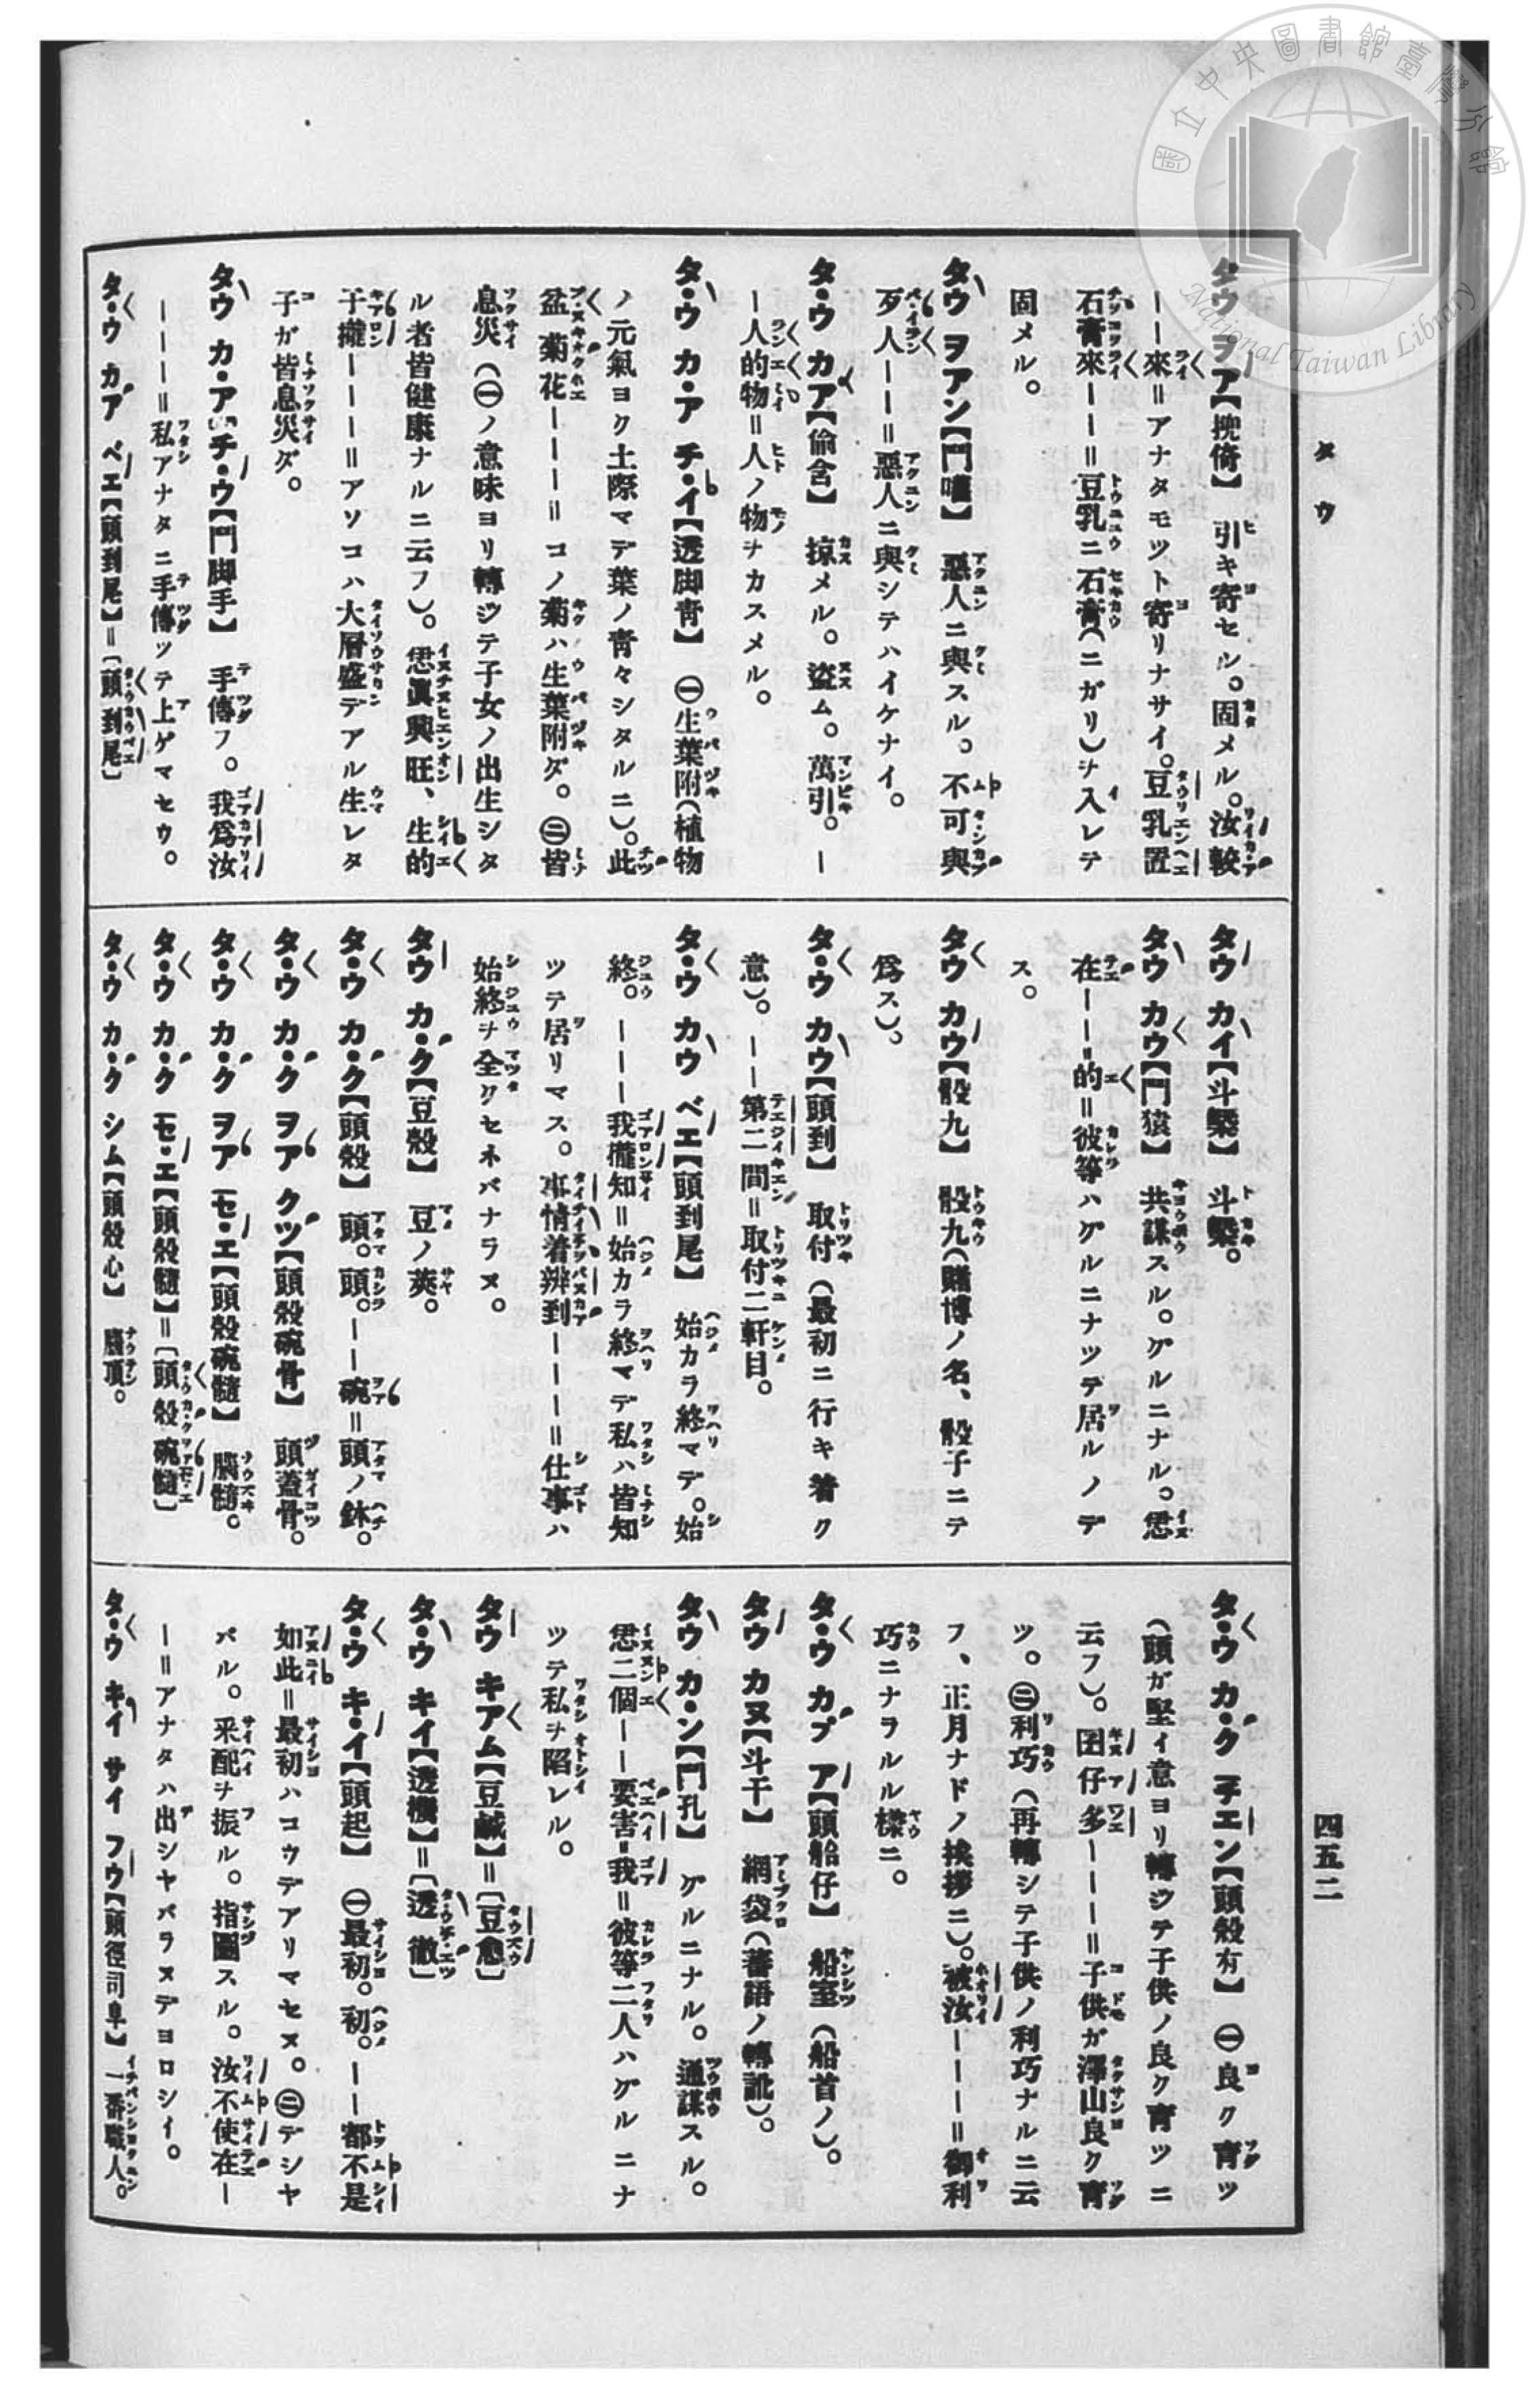 國立中央圖書館臺灣分館
National Taiwan Library
タウ
四五二
タウ ヲア【攬倚】 引キ寄セル。固メル。汝較
ーー來＝アナタモツト寄リナサイ。豆乳置
石膏來ーー＝豆乳ニ石膏(ニガリ)ヲ入レテ
固メル。
タウ ヲアン【鬥 】 惡人ニ與スル。不可與
歹人ーー＝惡人ニ與シテハイケナイ。
タ・ウ カア【偷含】 掠メル。盜ム。萬引。ー
ー人的物＝人ノ物ヲカスメル。
タ・ウ カ・ア チ・イ【透脚青】 ㊀生葉附(植物
ノ元氣ヨク土際マデ葉ノ青々シタルニ)。此
盆菊花ーーー＝コノ菊ハ生葉附ダ。㊁皆
息災(㊀ノ意味ヨリ轉ジテ子女ノ出生シタ
ル者皆健康ナルニ云フ)。怹眞興旺、生的
子攏ーーー＝アソコハ大層盛デアル生レタ
子ガ皆息災ダ。
タウ カ・ア チ・ウ【鬥脚手】 手傳フ。我爲汝
ーーー＝私アナタニ手傳ツテ上ゲマセウ。
タ・ウ カア ベエ【頭到尾】＝〔頭到尾〕
タウ カイ【斗槩】 斗槩。
タウ カウ【鬥猿】 共謀スル。グルニナル。怹
在ーー的＝彼等ハグルニナツテ居ルノデ
ス。
タウ カウ【骰九】 骰九(賭博ノ名、骰子ニテ
爲ス)。
タ・ウ カウ【頭到】 取付(最初ニ行キ着ク
意)。ーー第二間＝取付二軒目。
タ・ウ カウ ベエ【頭到尾】 始カラ終マデ。始
終。ーーー我攏知＝始カラ終マデ私ハ皆知
ツテ居リマス。事情着辨到ーーー＝仕事ハ
始終ヲ全クセネバナラヌ。
タウ カ・ク【豆殼】 豆ノ莢。
タ・ウ カ・ク【頭殼】 頭。頭。ーー碗＝頭ノ鉢。
タ・ウ カ・ク ヲア クツ【頭殼碗骨】 頭蓋骨。
タ・ウ カ・ク ヲア セ・エ【頭殼碗髓】 腦髓。
タ・ウ カ・ク セ・エ【頭殼髓】＝〔頭殼碗髓〕
タ・ウ カ・ク シム【頭殼心】 腦頂。
タ・ウ カ・ク チエン【頭殼有】 ㊀良ク育ツ
(頭ガ堅イ意ヨリ轉ジテ子供ノ良ク育ツニ
云フ)。囝仔多ーーー＝子供ガ澤山良ク育
ツ。㊁利巧(再轉シテ子供ノ利巧ナルニ云
フ、正月ナドノ挨拶ニ)。被汝ーーー＝御利
巧ニナラルル樣ニ。
タ・ウ カプ ア【頭船仔】 船室(船首ノ)。
タウ カヌ【斗干】 網袋(蕃語ノ轉訛)。
タウ カ・ン【鬥孔】 グルニナル。通謀スル。
怹二個ーー要害我＝彼等二人ハグルニナ
ツテ私ヲ陷レル。
タウ キアム【豆鹹】＝〔豆 〕
タ・ウ キイ【透機】＝〔透徹〕
タ・ウ キ・イ【頭起】 ㊀最初。初。ーー都不是
如此＝最初ハコウデアリマセヌ。㊁デシヤ
バル。采配ヲ振ル。指圖スル。汝不使在ー
ー＝アナタハ出シヤバラヌデヨロシイ。
タ・ウ キイ サイ フウ【頭徑司阜】 一番職人。